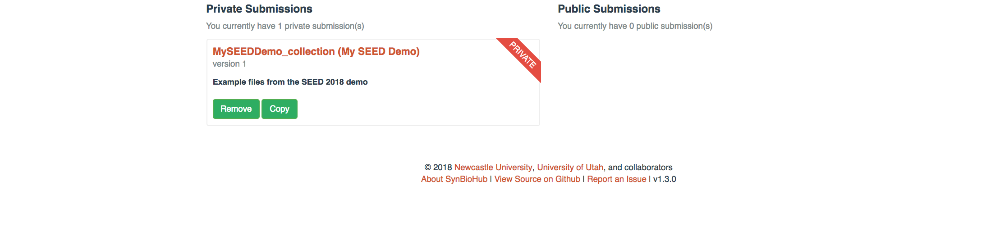 Private Submissions
You currently have 1 private submission(s)
MySEEDDemo_collection (My SEED Demo)
version 1
Example files from the SEED 2018 demo
Remove Copy
PRIVATE
Public Submissions
You currently have 0 public submission(s)
© 2018 Newcastle University, University of Utah, and collaborators
About SynBioHub | View Source on Github | Report an Issue | v1.3.0